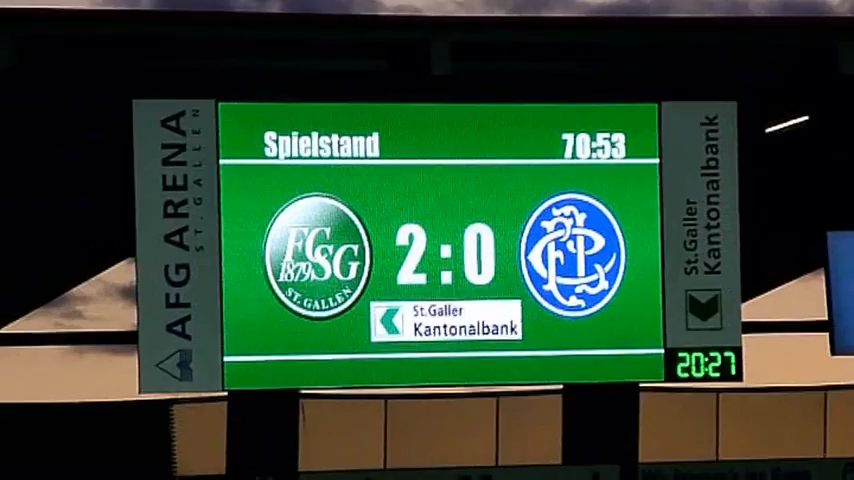 AFG ARENA
ST. GALLEN
Spielstand 70:53
FC
SG
1879
ST. GALLEN
2:0
St.Galler
Kantonalbank
St.Galler
Kantonalbank
20:27